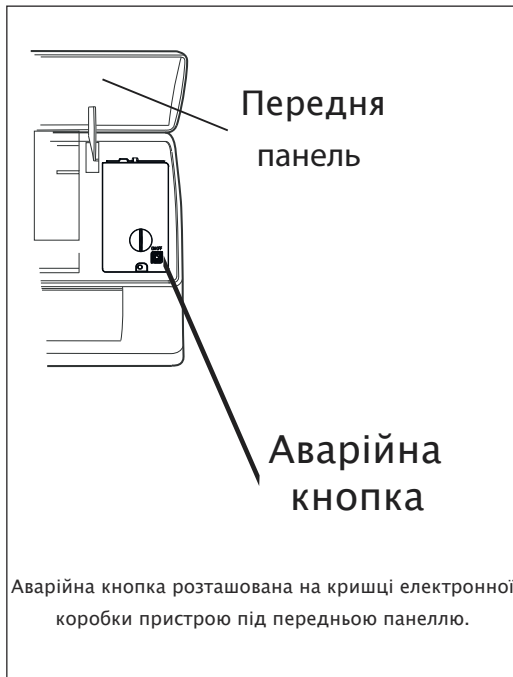 Передня
панель
Аварійна
кнопка
Аварійна кнопка розташована на кришці електронної
коробки пристрою під передньою панеллю.